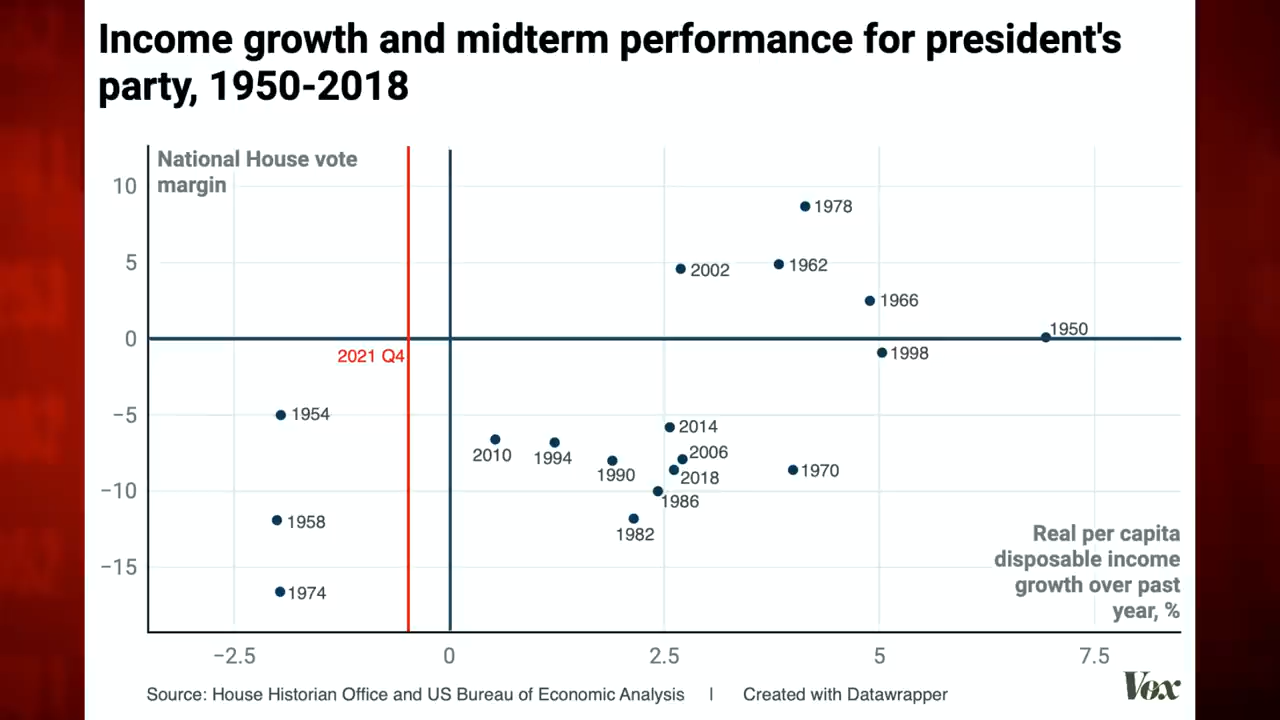 Income growth and midterm performance for president's
party, 1950-2018
National House vote
margin
10
5
0
−5
−10
−15
1978
2002
1962
1966
1950
1998
2021 Q4
1954
2014
2010
1994
2006
1990
2018
1970
1986
1982
1958
1974
Real per capita
disposable income
growth over past
year, %
−2.5
0
2.5
5
7.5
Source: House Historian Office and US Bureau of Economic Analysis | Created with Datawrapper
Vox